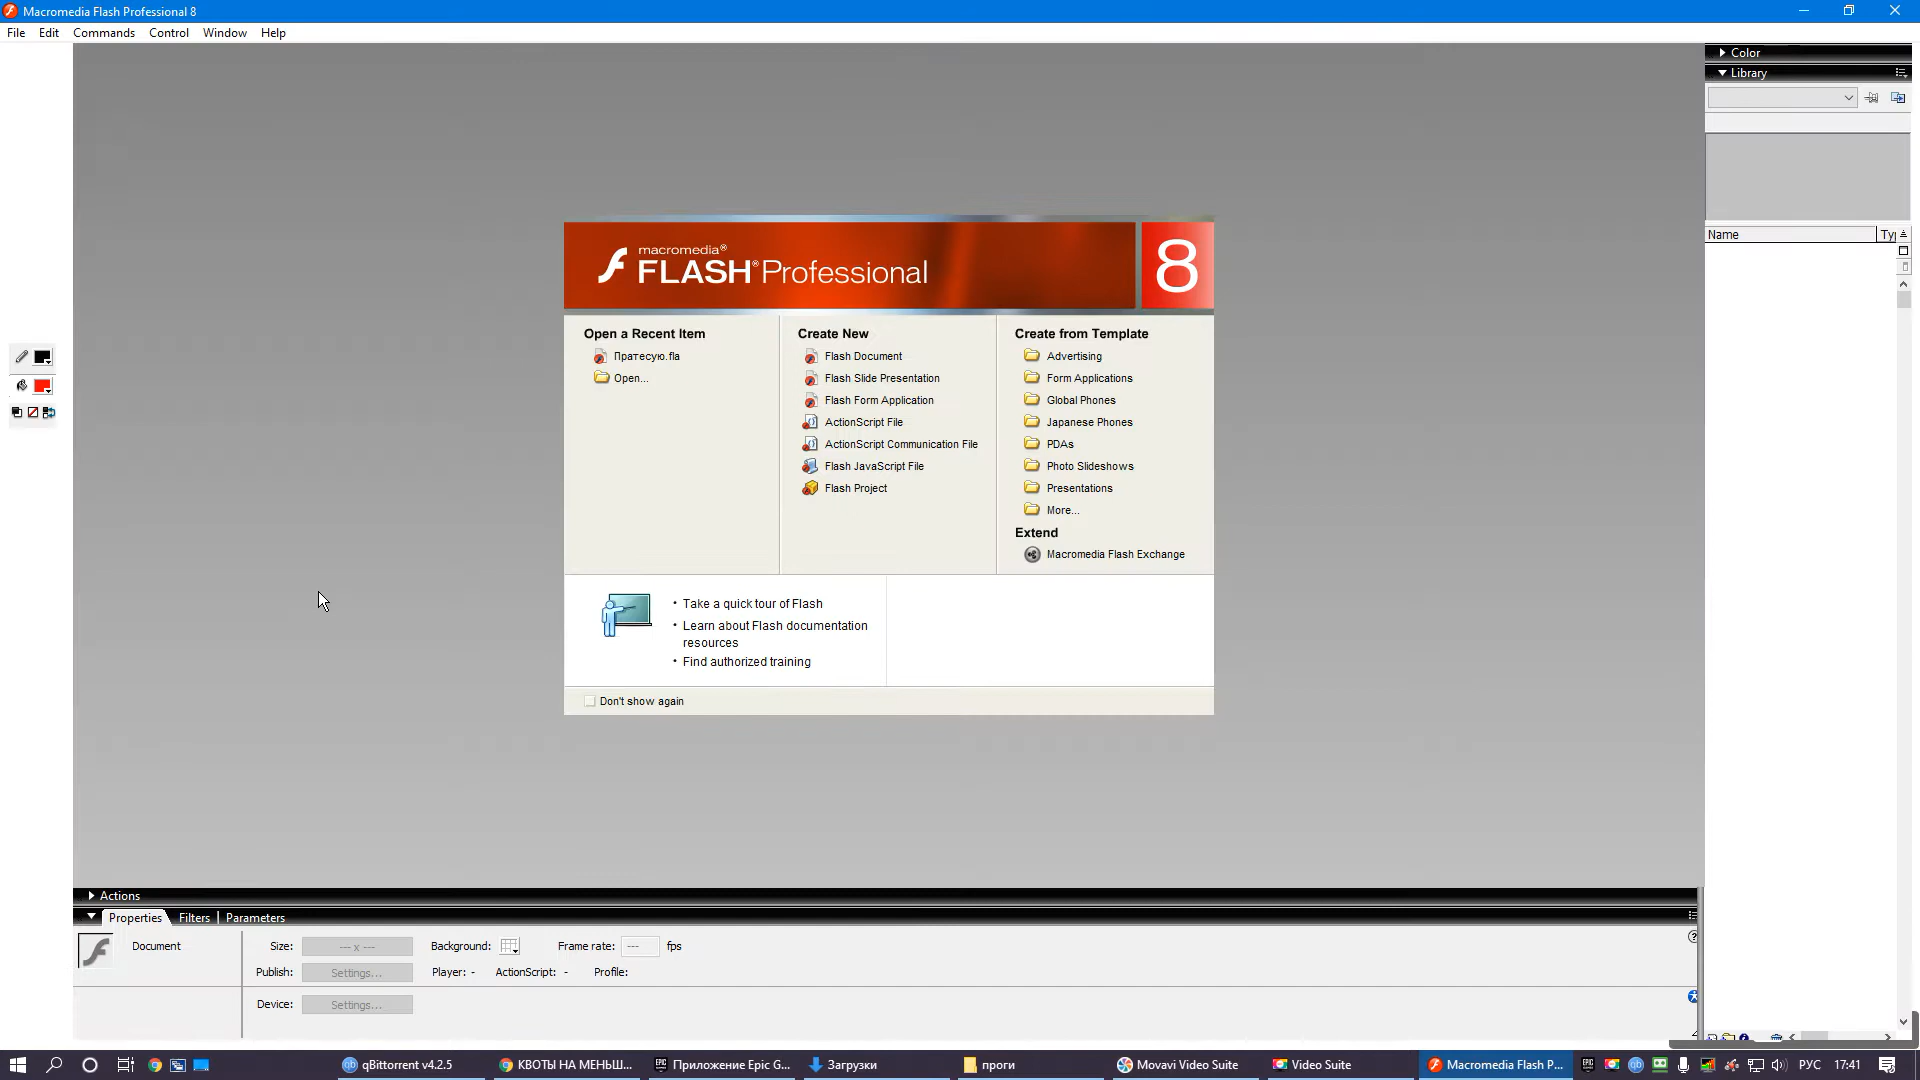 Macromedia Flash Professional 8
File Edit Commands Control Window Help
Color
Library
Name
macromedia®
FLASH® Professional 8
Open a Recent Item
Пратесую.fla
Open...
Create New
Flash Document
Flash Slide Presentation
Flash Form Application
ActionScript File
ActionScript Communication File
Flash JavaScript File
Flash Project
Create from Template
Advertising
Form Applications
Global Phones
Japanese Phones
PDAs
Photo Slideshows
Presentations
More...
Extend
Macromedia Flash Exchange
• Take a quick tour of Flash
• Learn about Flash documentation
resources
• Find authorized training
Don't show again
Actions
Properties Filters Parameters
Document
Size: --- x --- Background: Frame rate: --- fps
Publish: Settings... Player: - ActionScript: - Profile:
Device: Settings...
qBittorrent v4.2.5 КВОТЫ НА МЕНЬШ... Приложение Epic G... Загрузки проги Movavi Video Suite Video Suite Macromedia Flash P... РУС 17:41